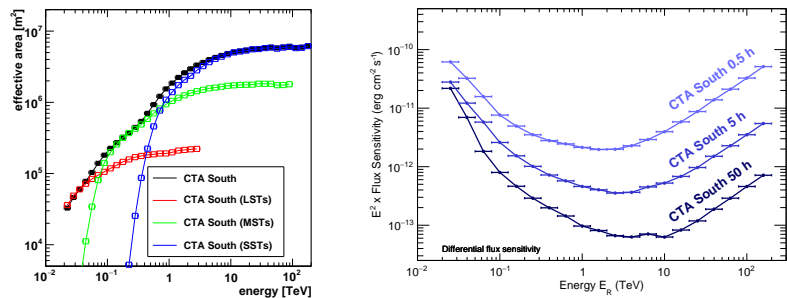 effective area [m²]
10⁷
10⁶
10⁵
10⁴
CTA South
CTA South (LSTs)
CTA South (MSTs)
CTA South (SSTs)
10⁻² 10⁻¹ 1 10 10²
energy [TeV]
E² x Flux Sensitivity (erg cm⁻² s⁻¹)
10⁻¹⁰
10⁻¹¹
10⁻¹²
10⁻¹³
CTA South 0.5 h
CTA South 5 h
CTA South 50 h
Differential flux sensitivity
10⁻² 10⁻¹ 1 10 10²
Energy E_R (TeV)